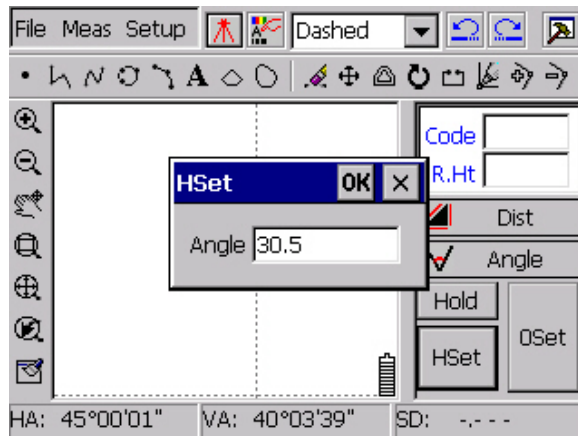 File Meas Setup Dashed
A
Code
R.Ht
HSet OK ×
Angle 30.5
Dist
Angle
Hold
HSet
0Set
HA: 45°00'01" VA: 40°03'39" SD: -.- - -